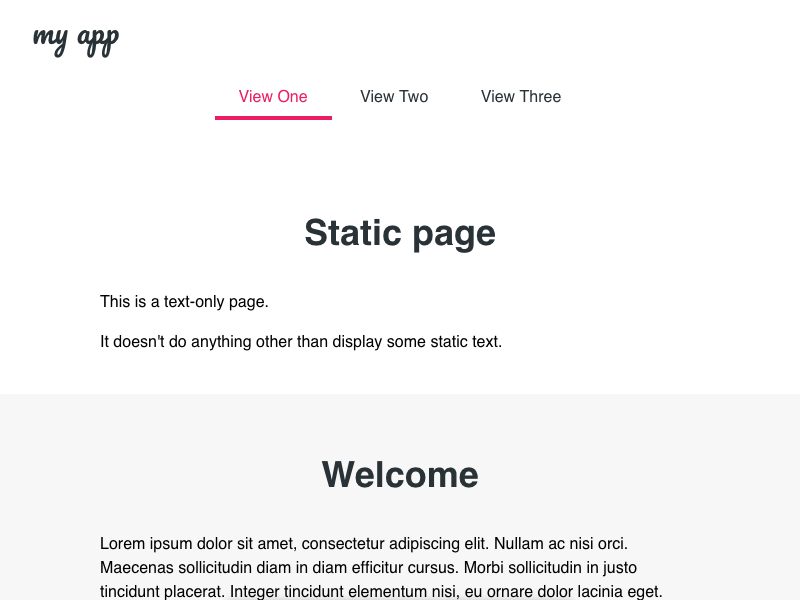 my app
View One View Two View Three
Static page
This is a text-only page.
It doesn't do anything other than display some static text.
Welcome
Lorem ipsum dolor sit amet, consectetur adipiscing elit. Nullam ac nisi orci.
Maecenas sollicitudin diam in diam efficitur cursus. Morbi sollicitudin in justo
tincidunt placerat. Integer tincidunt elementum nisi, eu ornare dolor lacinia eget.